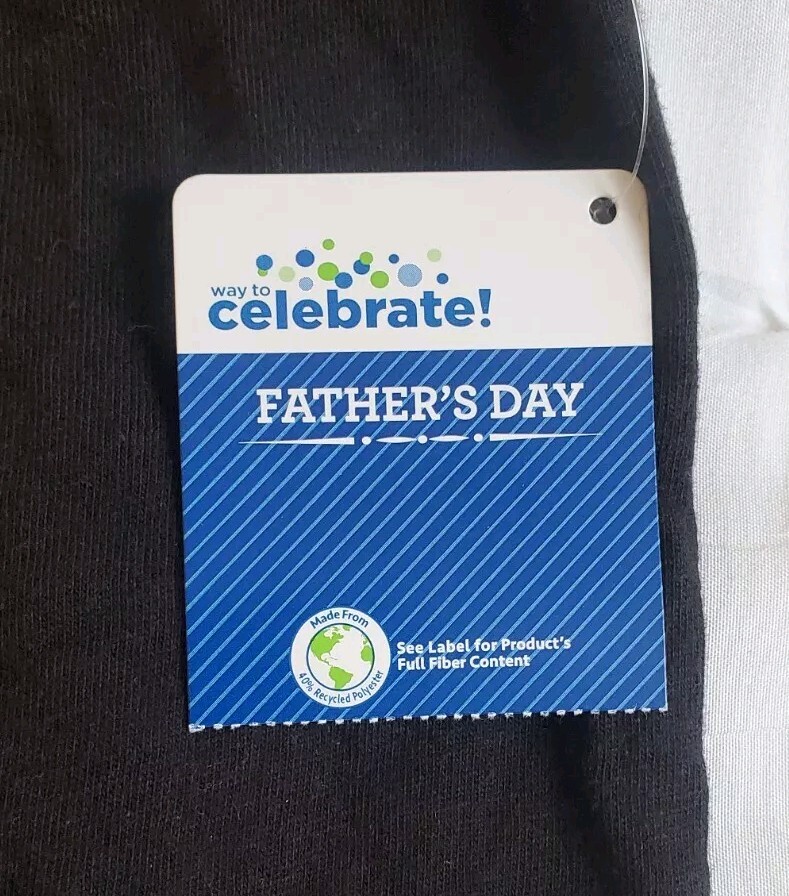 way to
celebrate!
FATHER'S DAY
Made From
40% Recycled Polyester
See Label for Product's
Full Fiber Content